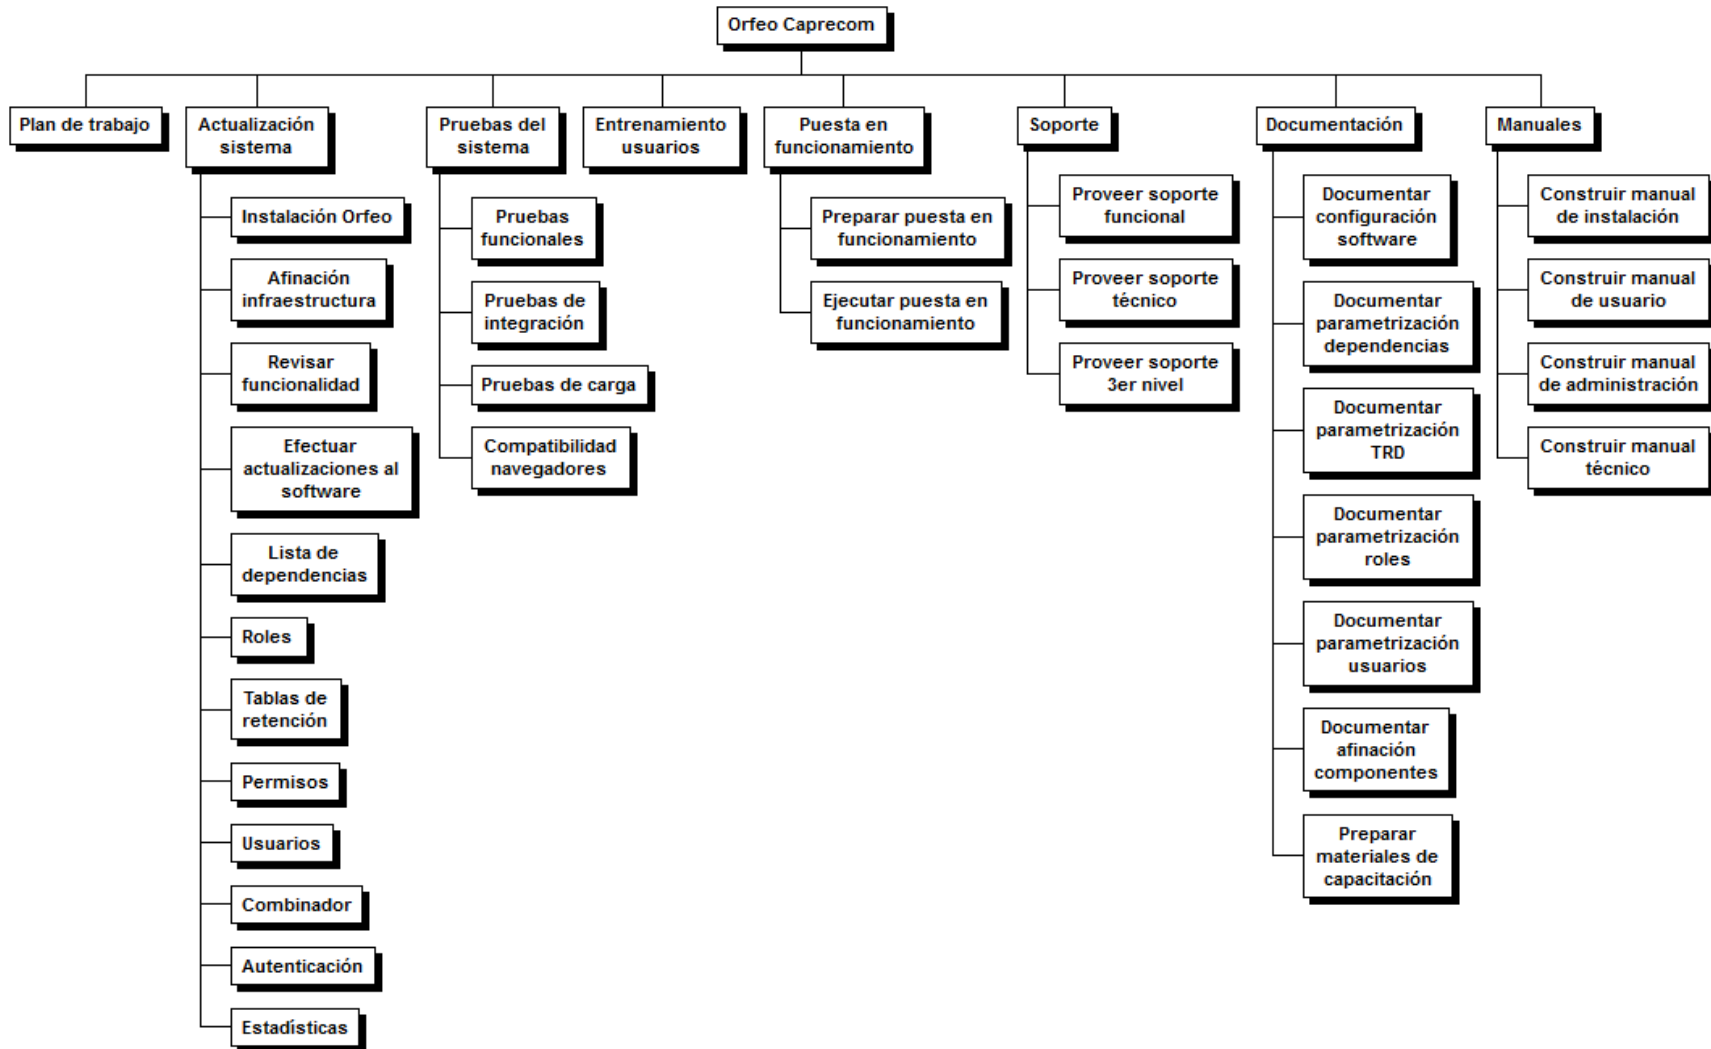 Orfeo Caprecom
Plan de trabajo
Actualización
sistema
Instalación Orfeo
Afinación
infraestructura
Revisar
funcionalidad
Efectuar
actualizaciones al
software
Lista de
dependencias
Roles
Tablas de
retención
Permisos
Usuarios
Combinador
Autenticación
Estadísticas
Pruebas del
sistema
Pruebas
funcionales
Pruebas de
integración
Pruebas de carga
Compatibilidad
navegadores
Entrenamiento
usuarios
Puesta en
funcionamiento
Preparar puesta en
funcionamiento
Ejecutar puesta en
funcionamiento
Soporte
Proveer soporte
funcional
Proveer soporte
técnico
Proveer soporte
3er nivel
Documentación
Documentar
configuración
software
Documentar
parametrización
dependencias
Documentar
parametrización
TRD
Documentar
parametrización
roles
Documentar
parametrización
usuarios
Documentar
afinación
componentes
Preparar
materiales de
capacitación
Manuales
Construir manual
de instalación
Construir manual
de usuario
Construir manual
de administración
Construir manual
técnico